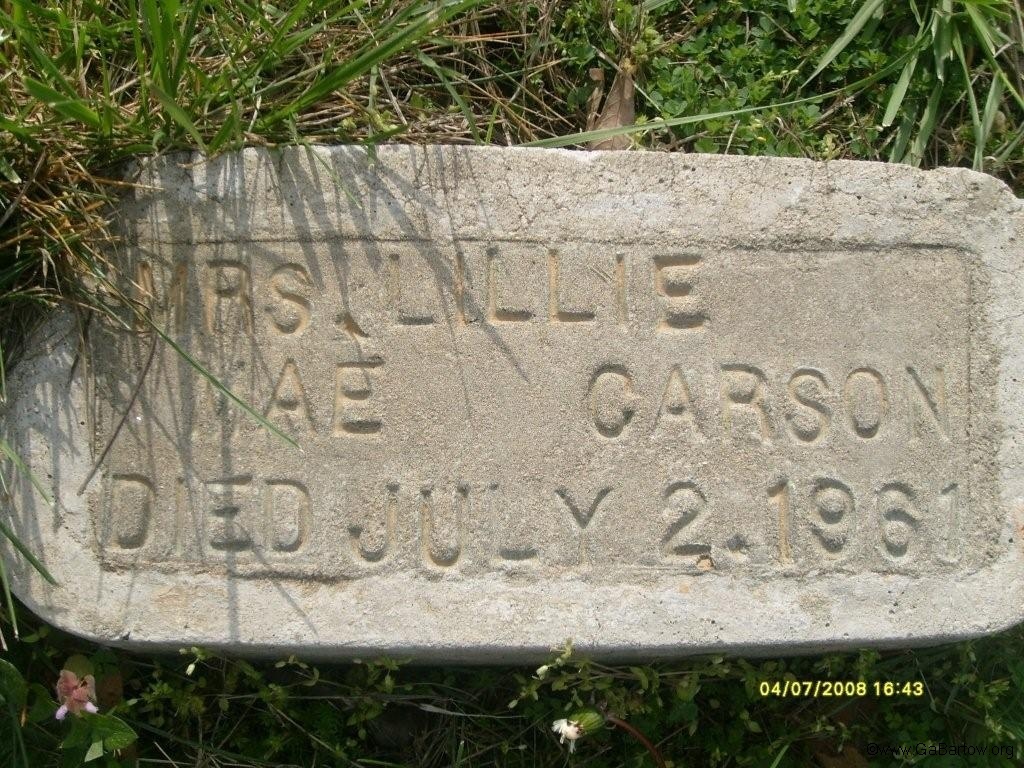 MRS. LILLIE
MAE CARSON
DIED JULY 2. 1961
04/07/2008 16:43
©www.GaBartow.org